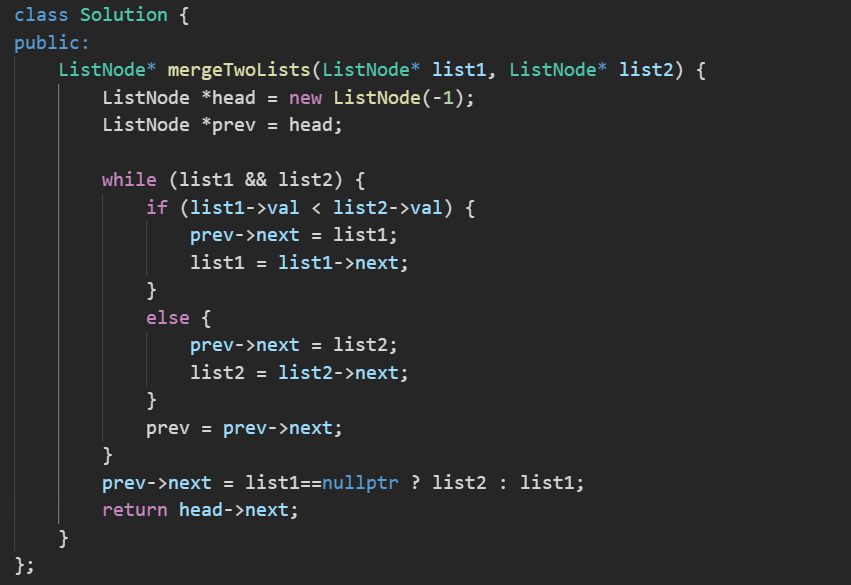 class Solution {
public:
    ListNode* mergeTwoLists(ListNode* list1, ListNode* list2) {
        ListNode *head = new ListNode(-1);
        ListNode *prev = head;

        while (list1 && list2) {
            if (list1->val < list2->val) {
                prev->next = list1;
                list1 = list1->next;
            }
            else {
                prev->next = list2;
                list2 = list2->next;
            }
            prev = prev->next;
        }
        prev->next = list1==nullptr ? list2 : list1;
        return head->next;
    }
};